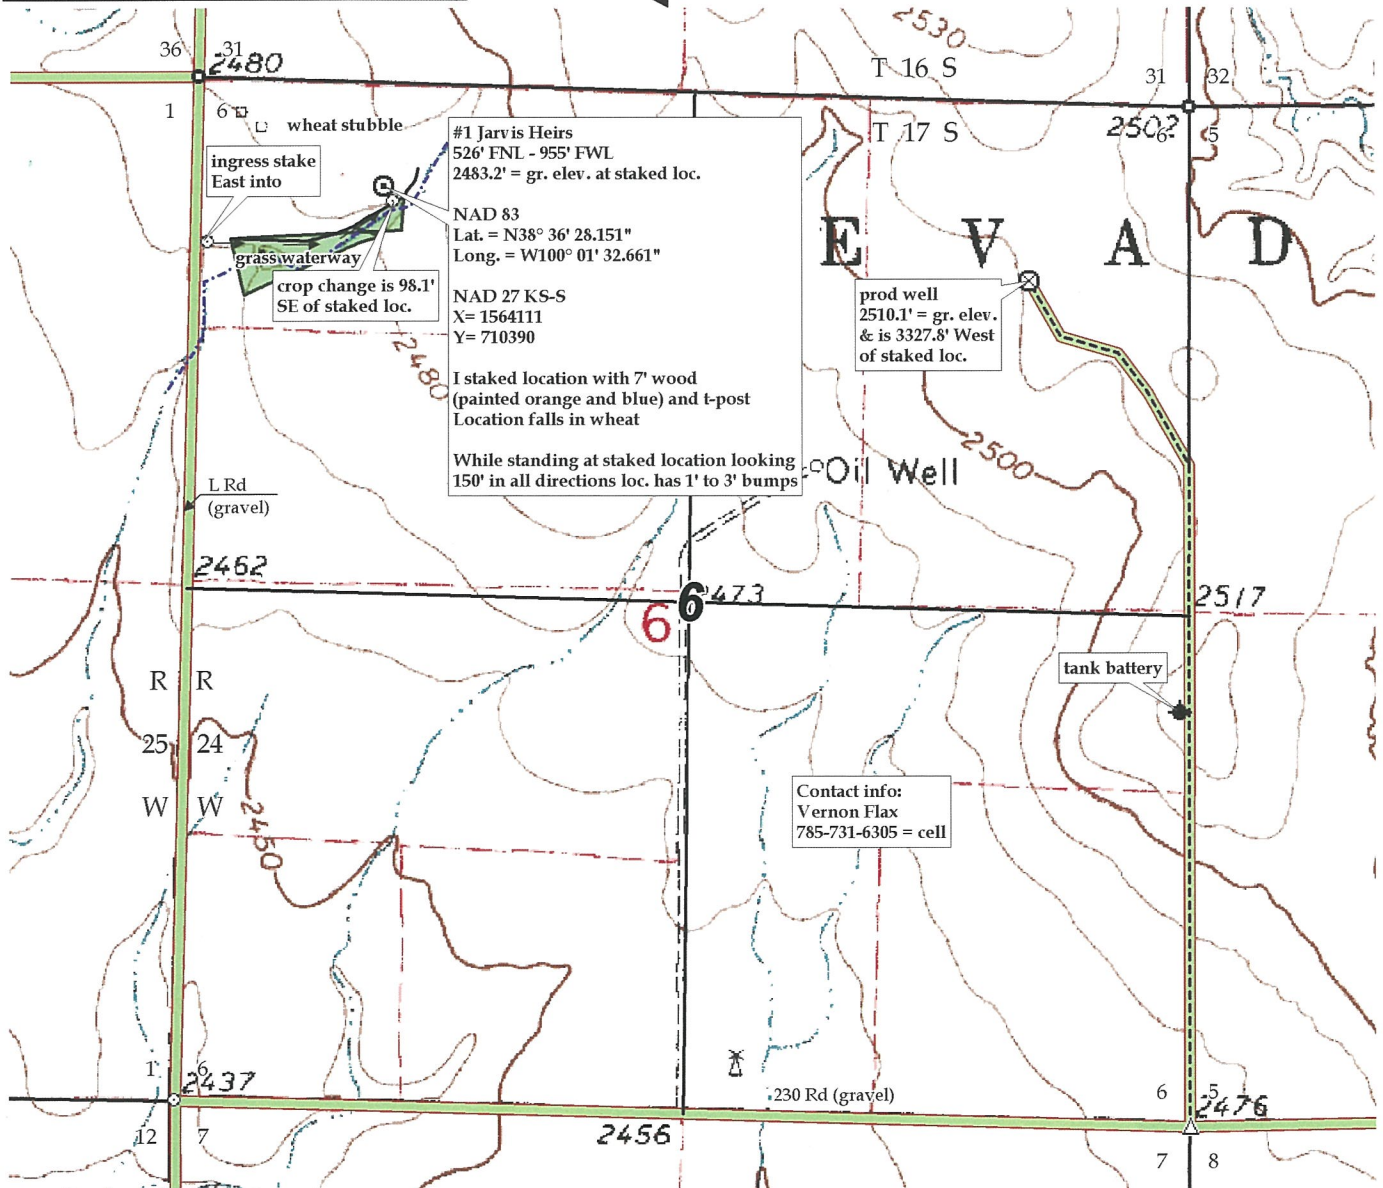 2530
36 31
2480
T 16 S
31 32
1 6
wheat stubble
T 17 S
2502
6 5
#1 Jarvis Heirs
526' FNL - 955' FWL
2483.2' = gr. elev. at staked loc.
NAD 83
Lat. = N38° 36' 28.151"
Long. = W100° 01' 32.661"
NAD 27 KS-S
X= 1564111
Y= 710390
I staked location with 7' wood
(painted orange and blue) and t-post
Location falls in wheat
While standing at staked location looking
150' in all directions loc. has 1' to 3' bumps
ingress stake
East into
grass waterway
crop change is 98.1'
SE of staked loc.
E V A D
prod well
2510.1' = gr. elev.
& is 3327.8' West
of staked loc.
2480
2500
Oil Well
L Rd
(gravel)
2462
6
6
473
2517
tank battery
R R
25 24
W W
2450
Contact info:
Vernon Flax
785-731-6305 = cell
1 6
2437
230 Rd (gravel)
6 5
2476
12 7
2456
7 8